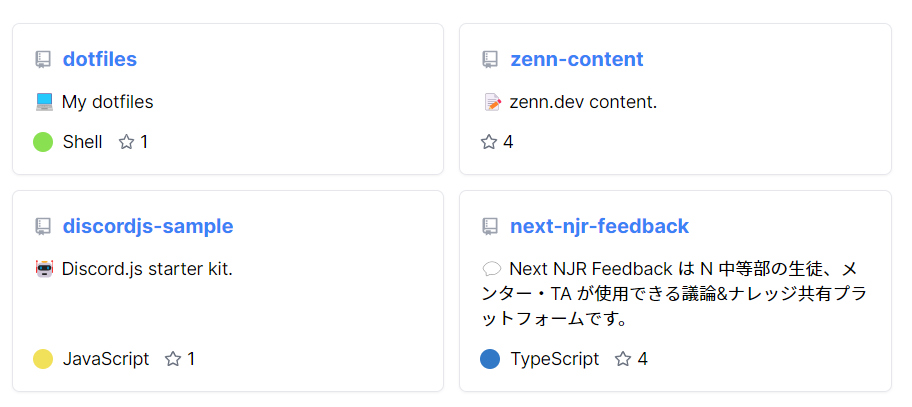 dotfiles
💻 My dotfiles
Shell 1
zenn-content
📝 zenn.dev content.
4
discordjs-sample
🤖 Discord.js starter kit.
JavaScript 1
next-njr-feedback
💬 Next NJR Feedback は N 中等部の生徒、メ
ンター・TA が使用できる議論&ナレッジ共有プラ
ットフォームです。
TypeScript 4